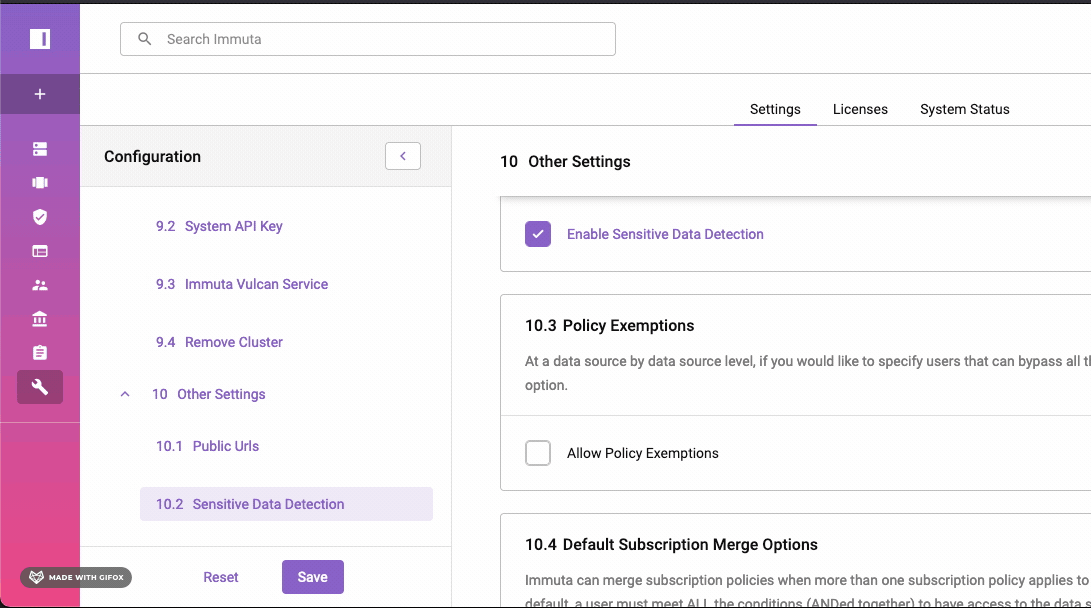 Search Immuta
Settings Licenses System Status
Configuration
9.2 System API Key
9.3 Immuta Vulcan Service
9.4 Remove Cluster
10 Other Settings
10.1 Public Urls
10.2 Sensitive Data Detection
Reset Save
MADE WITH GIFOX
10 Other Settings
Enable Sensitive Data Detection
10.3 Policy Exemptions
At a data source by data source level, if you would like to specify users that can bypass all
option.
Allow Policy Exemptions
10.4 Default Subscription Merge Options
Immuta can merge subscription policies when more than one subscription policy applies to
default, a user must meet ALL the conditions (ANDed together) to have access to the data